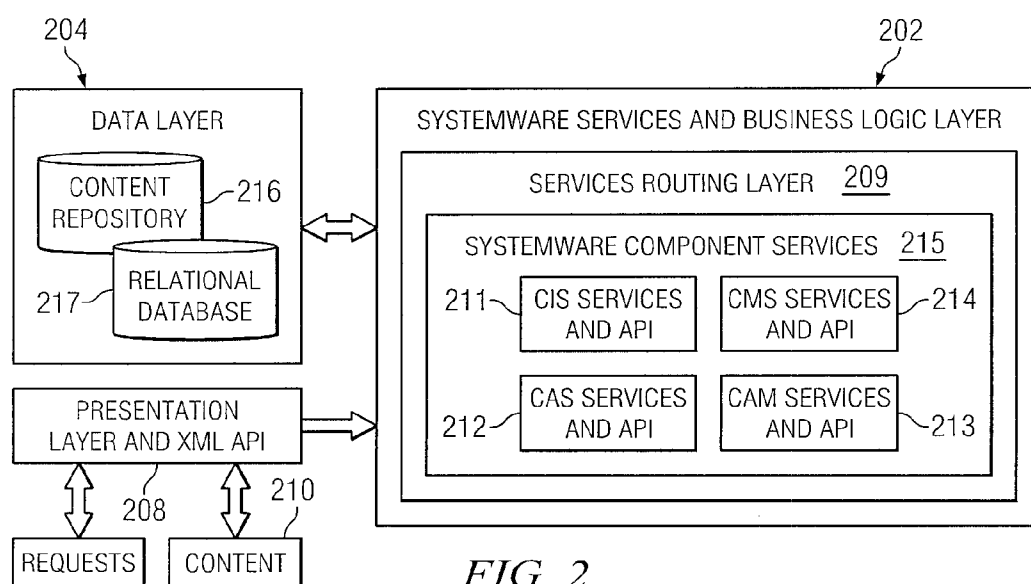 204
202
DATA LAYER
CONTENT
REPOSITORY
216
217
RELATIONAL
DATABASE
SYSTEMWARE SERVICES AND BUSINESS LOGIC LAYER
SERVICES ROUTING LAYER 209
SYSTEMWARE COMPONENT SERVICES 215
211
CIS SERVICES
AND API
CMS SERVICES
AND API
214
212
CAS SERVICES
AND API
CAM SERVICES
AND API
213
PRESENTATION
LAYER AND XML API
208
210
REQUESTS
CONTENT
FIG. 2